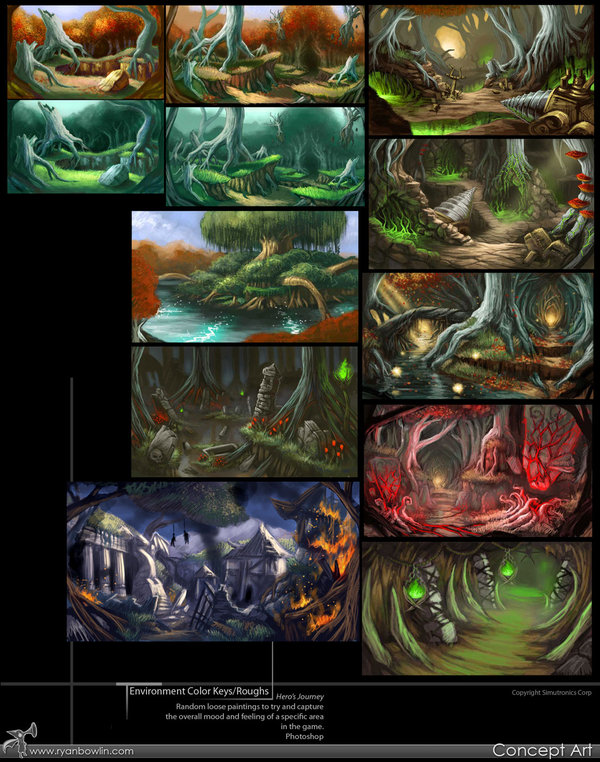 Environment Color Keys/Roughs
Hero's Journey
Random loose paintings to try and capture
the overall mood and feeling of a specific area
in the game.
Photoshop
Copyright Simutronics Corp
www.ryanbowlin.com
Concept Art